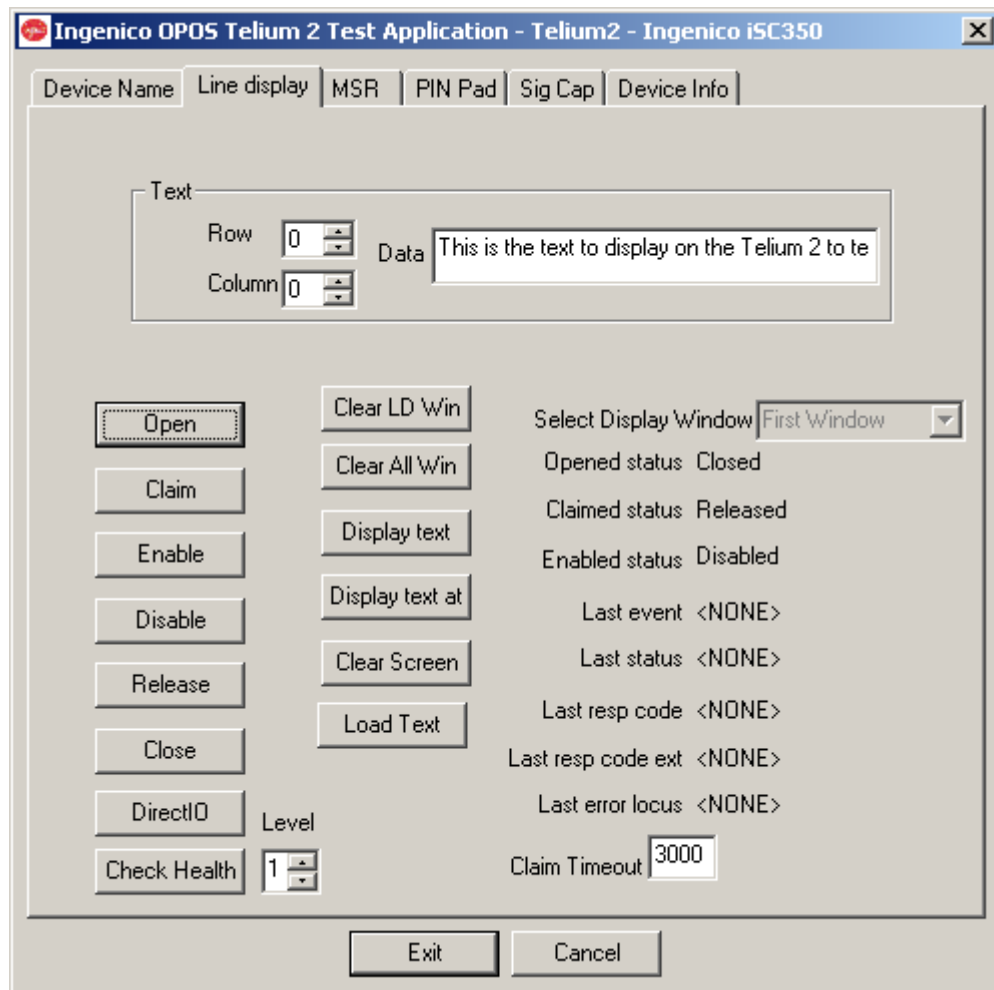 Ingenico OPOS Telium 2 Test Application - Telium2 - Ingenico iSC350
Device Name Line display MSR PIN Pad Sig Cap Device Info
Text
Row 0
Data This is the text to display on the Telium 2 to te
Column 0
Open
Claim
Enable
Disable
Release
Close
DirectIO
Check Health
Level
1
Clear LD Win
Clear All Win
Display text
Display text at
Clear Screen
Load Text
Select Display Window First Window
Opened status Closed
Claimed status Released
Enabled status Disabled
Last event <NONE>
Last status <NONE>
Last resp code <NONE>
Last resp code ext <NONE>
Last error locus <NONE>
Claim Timeout 3000
Exit Cancel